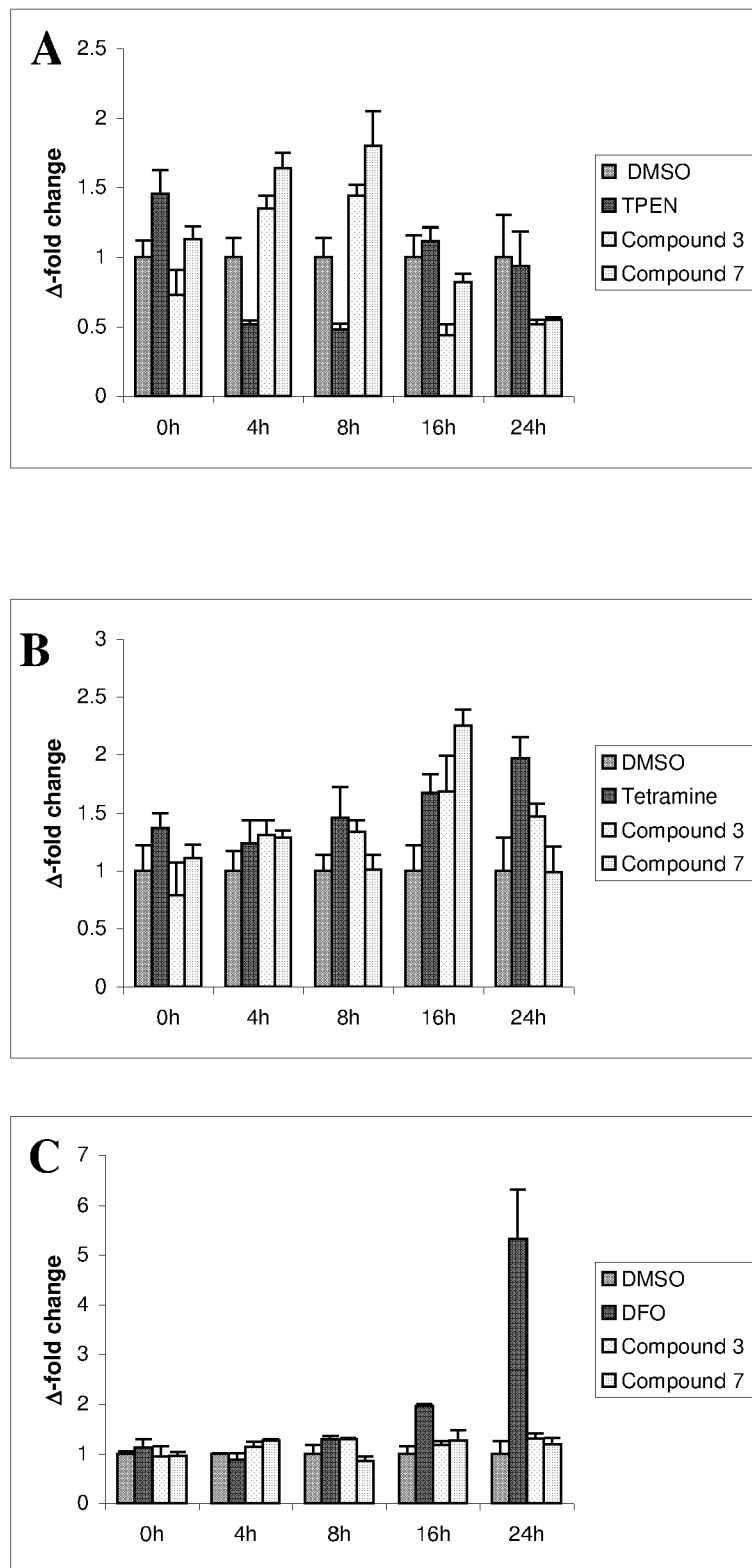 A
Δ-fold change
2.5
2
1.5
1
0.5
0
0h 4h 8h 16h 24h
DMSO
TPEN
Compound 3
Compound 7
B
Δ-fold change
3
2.5
2
1.5
1
0.5
0
0h 4h 8h 16h 24h
DMSO
Tetramine
Compound 3
Compound 7
C
Δ-fold change
7
6
5
4
3
2
1
0
0h 4h 8h 16h 24h
DMSO
DFO
Compound 3
Compound 7